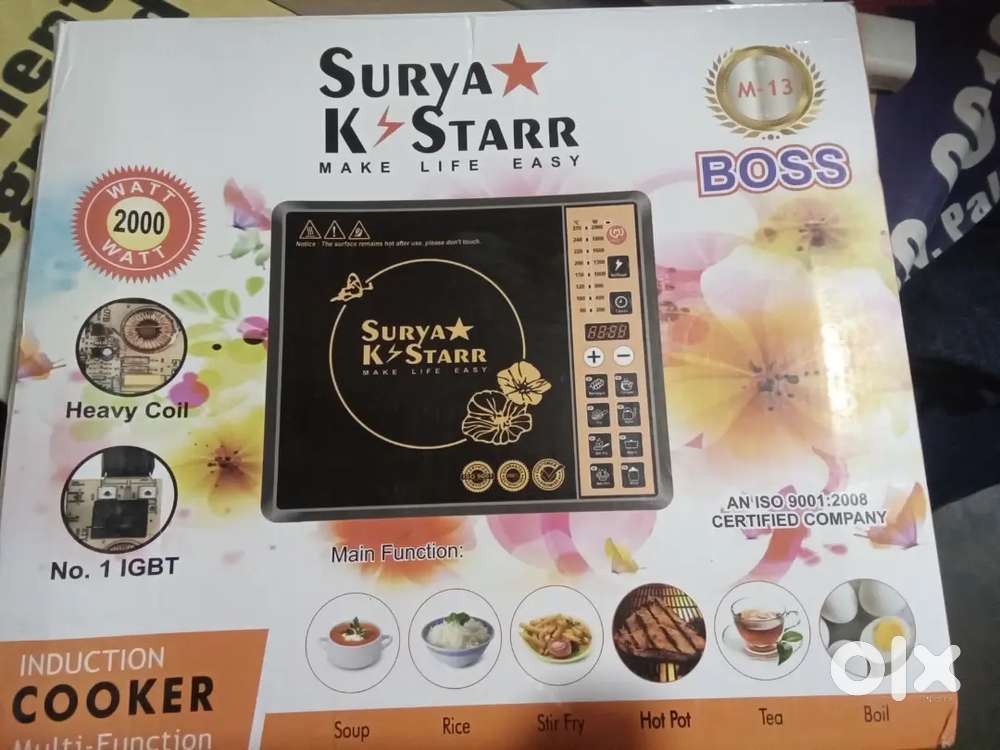 SURYA
K STARR
MAKE LIFE EASY
M-13
BOSS
WATT
2000
WATT
Notice : The surface remains hot after use, please don't touch.
SURYA
K STARR
MAKE LIFE EASY
Heavy Coil
No. 1 IGBT
AN ISO 9001:2008
CERTIFIED COMPANY
Main Function:
INDUCTION
COOKER
Multi-Function
Soup
Rice
Stir Fry
Hot Pot
Tea
Boil
olx